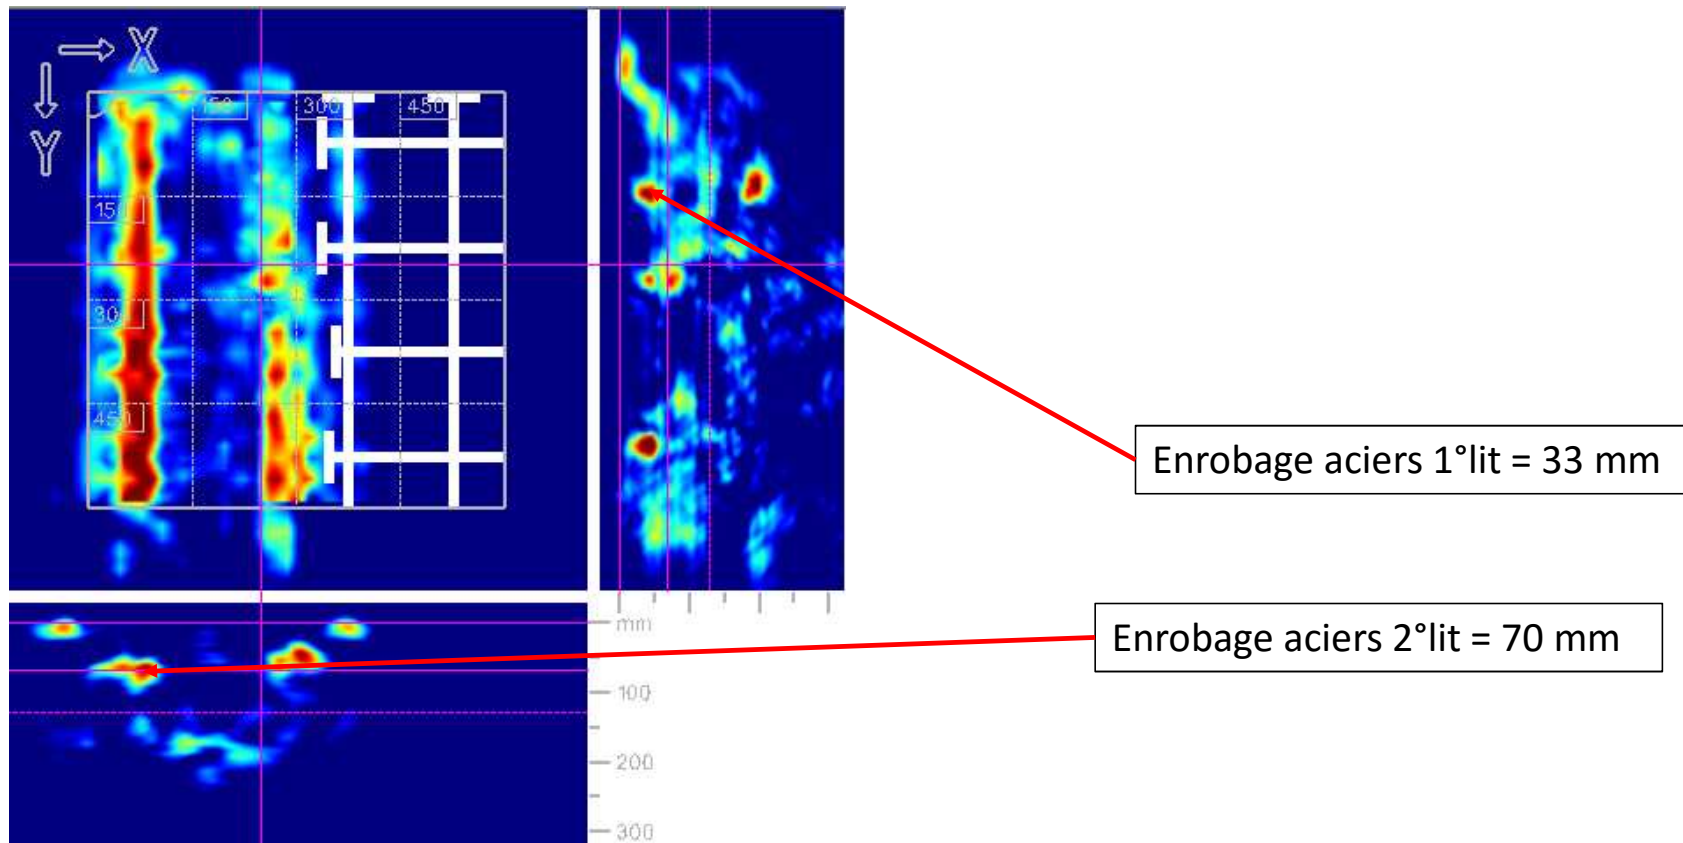 X
Y
150
300
450
150
300
450
Enrobage aciers 1°lit = 33 mm
Enrobage aciers 2°lit = 70 mm
mm
100
200
300